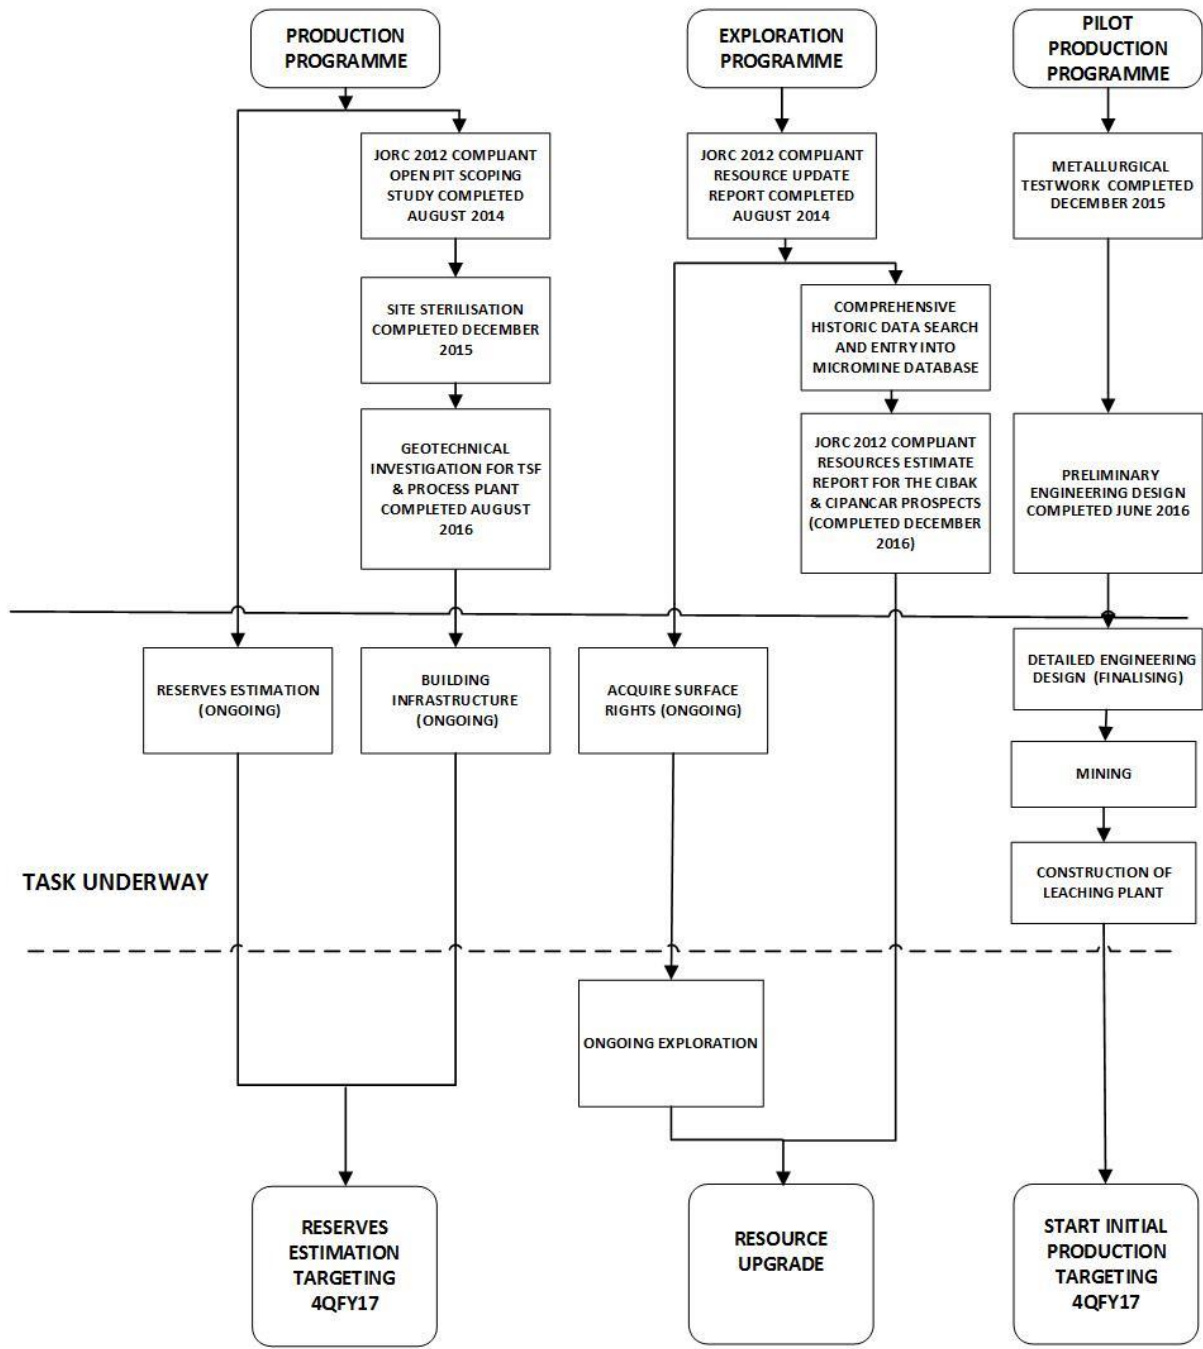 PRODUCTION
PROGRAMME
EXPLORATION
PROGRAMME
PILOT
PRODUCTION
PROGRAMME
JORC 2012 COMPLIANT
OPEN PIT SCOPING
STUDY COMPLETED
AUGUST 2014
JORC 2012 COMPLIANT
RESOURCE UPDATE
REPORT COMPLETED
AUGUST 2014
METALLURGICAL
TESTWORK COMPLETED
DECEMBER 2015
SITE STERILISATION
COMPLETED DECEMBER
2015
COMPREHENSIVE
HISTORIC DATA SEARCH
AND ENTRY INTO
MICROMINE DATABASE
GEOTECHNICAL
INVESTIGATION FOR TSF
& PROCESS PLANT
COMPLETED AUGUST
2016
JORC 2012 COMPLIANT
RESOURCES ESTIMATE
REPORT FOR THE CIBAK
& CIPANCAR PROSPECTS
(COMPLETED DECEMBER
2016)
PRELIMINARY
ENGINEERING DESIGN
COMPLETED JUNE 2016
RESERVES ESTIMATION
(ONGOING)
BUILDING
INFRASTRUCTURE
(ONGOING)
ACQUIRE SURFACE
RIGHTS (ONGOING)
DETAILED ENGINEERING
DESIGN (FINALISING)
MINING
TASK UNDERWAY
CONSTRUCTION OF
LEACHING PLANT
ONGOING EXPLORATION
RESERVES
ESTIMATION
TARGETING
4QFY17
RESOURCE
UPGRADE
START INITIAL
PRODUCTION
TARGETING
4QFY17